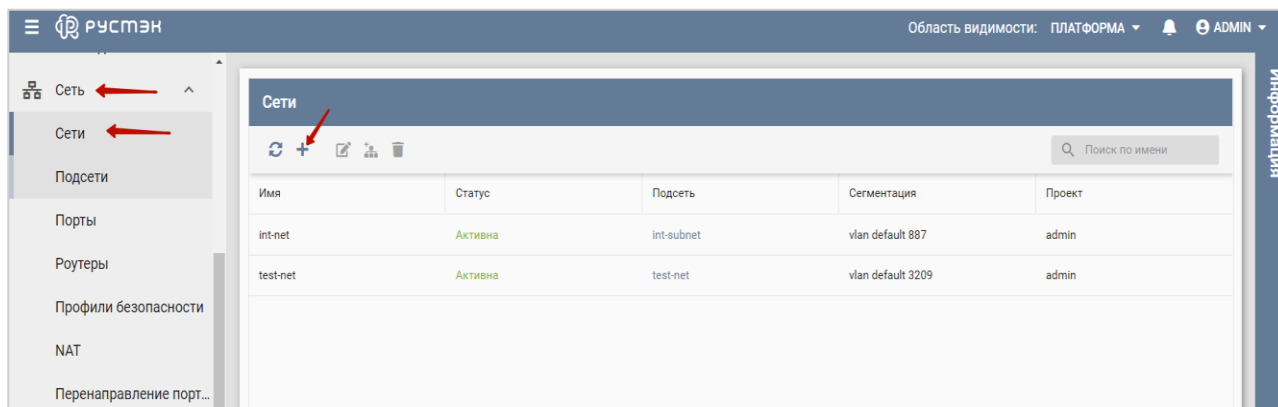 РУСТЭК
Область видимости: ПЛАТФОРМА
ADMIN
Сеть
Сети
Подсети
Порты
Роутеры
Профили безопасности
NAT
Перенаправление порт...
Сети
Поиск по имени
Имя Статус Подсеть Сегментация Проект
int-net Активна int-subnet vlan default 887 admin
test-net Активна test-net vlan default 3209 admin
Информация